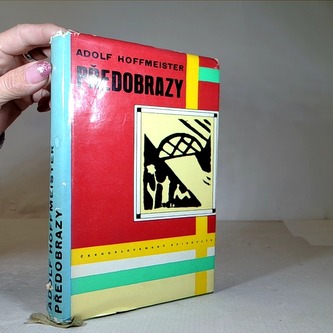 ADOLF HOFFMEISTER
PŘEDOBRAZY
ČESKOSLOVENSKÝ SPISOVATEL
ADOLF HOFFMEISTER
PŘEDOBRAZY